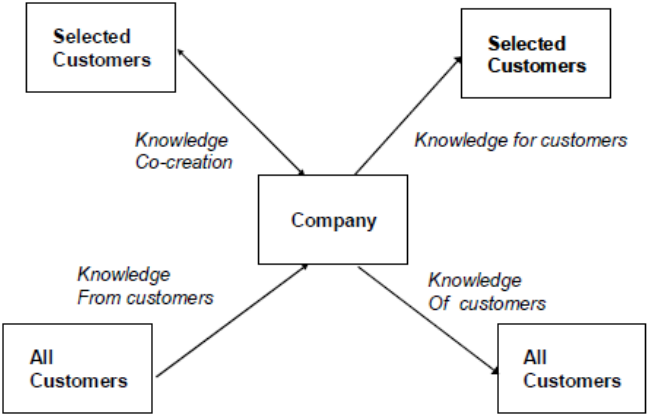 Selected
Customers
Selected
Customers
Knowledge
Co-creation
Knowledge for customers
Company
Knowledge
From customers
Knowledge
Of customers
All
Customers
All
Customers